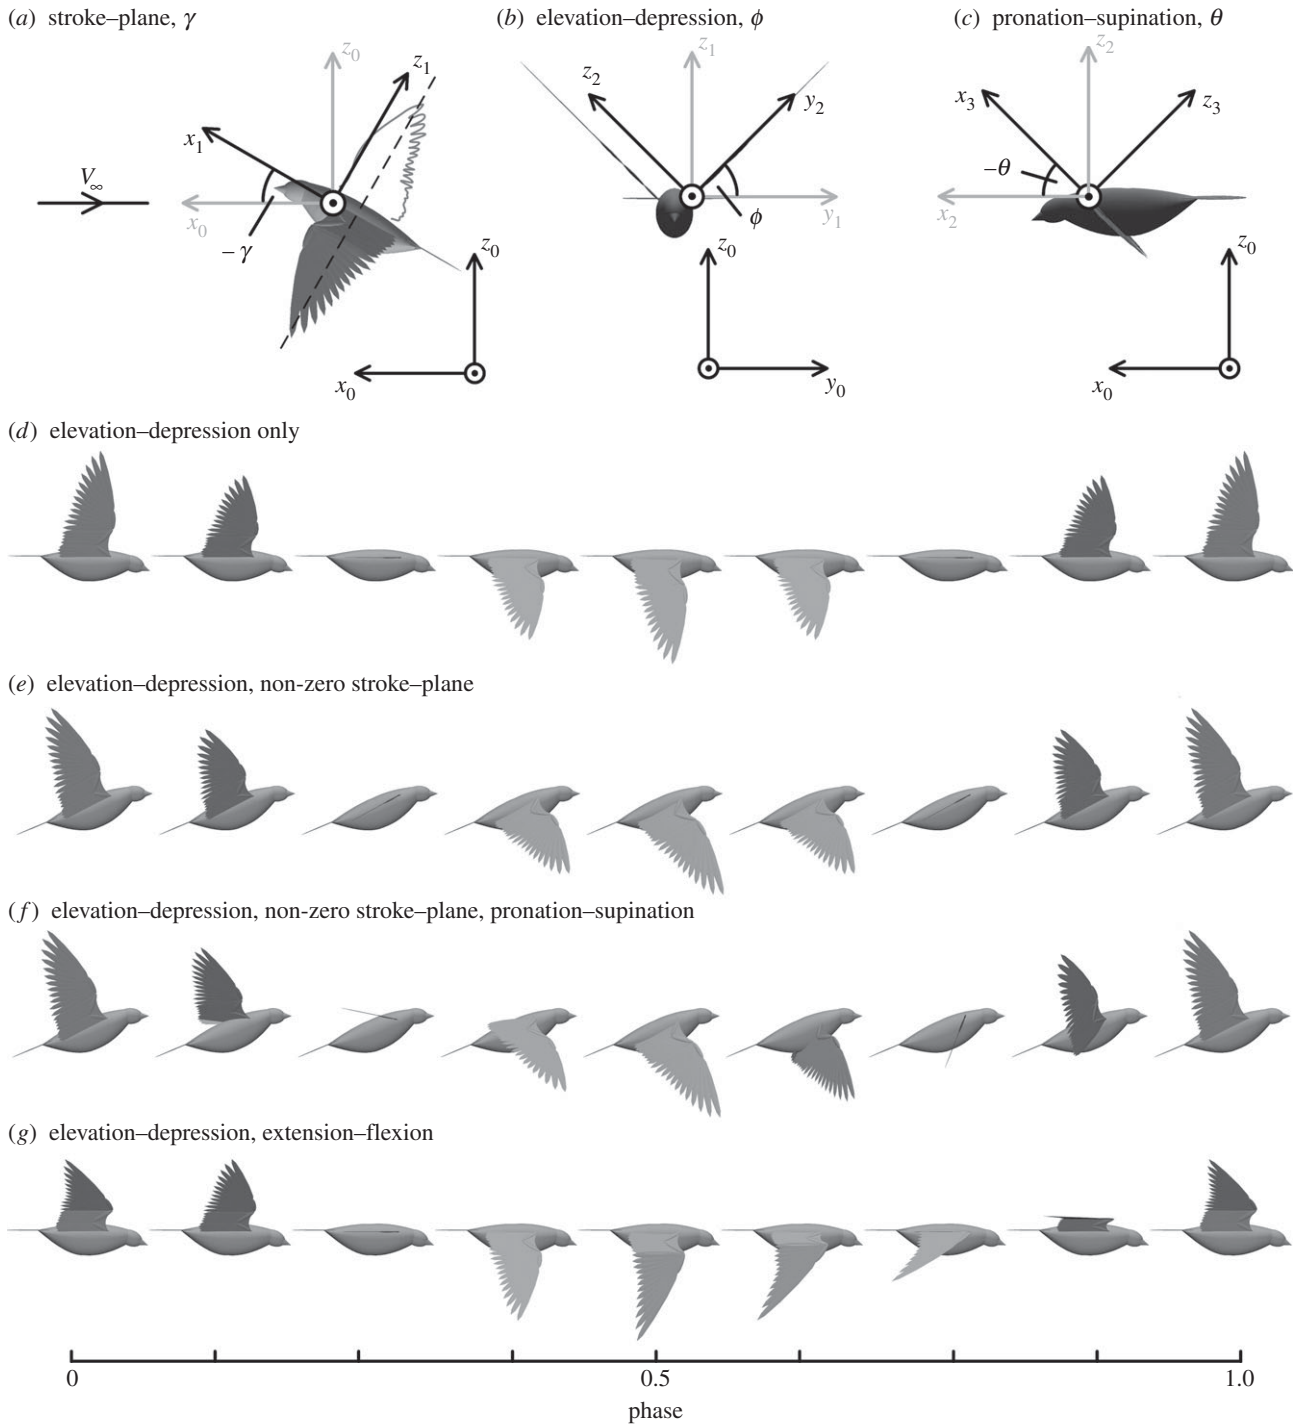 (a) stroke–plane, γ
(b) elevation–depression, ϕ
(c) pronation–supination, θ
z₀
z₁
x₁
V∞
x₀
–γ
z₀
x₀
z₁
z₂
y₂
y₁
ϕ
z₀
y₀
z₂
x₃
z₃
–θ
x₂
z₀
x₀
(d) elevation–depression only
(e) elevation–depression, non-zero stroke–plane
(f) elevation–depression, non-zero stroke–plane, pronation–supination
(g) elevation–depression, extension–flexion
0 0.5 1.0
phase